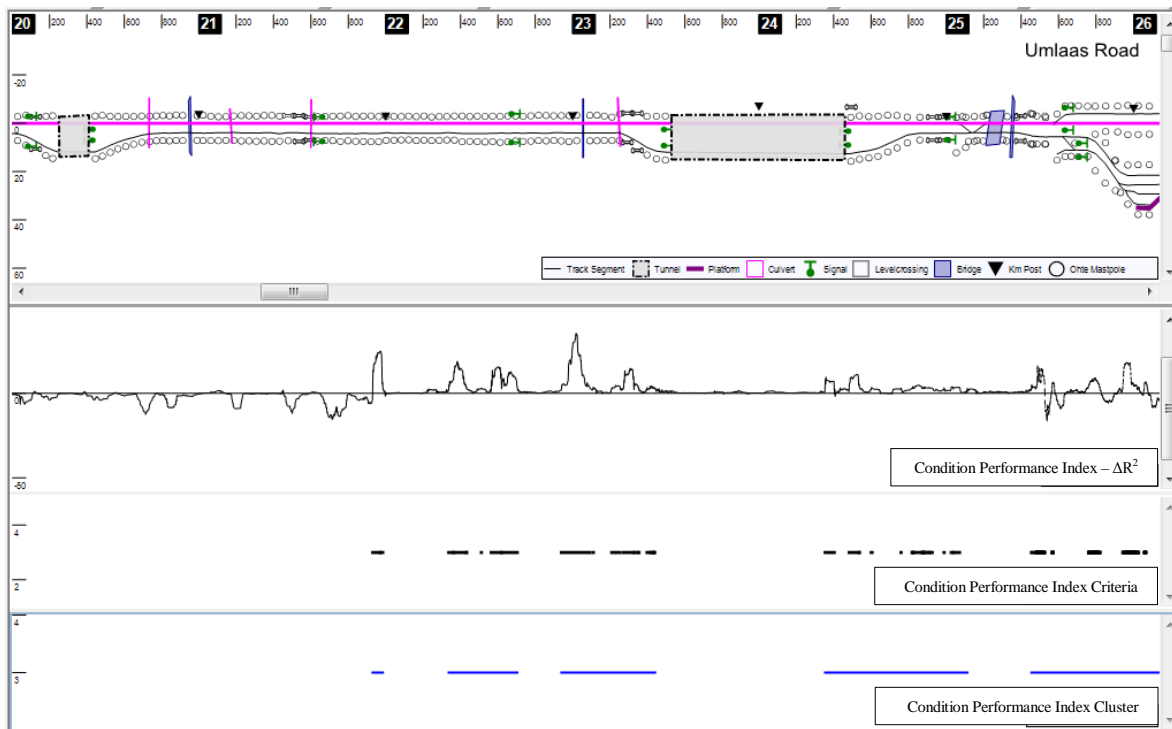 20 200 400 600 800 21 200 400 600 800 22 200 400 600 800 23 200 400 600 800 24 200 400 600 800 25 200 400 600 800 26
Umlaas Road
-20
0
20
40
60
Track Segment Tunnel Platform Culvert Signal Levelcrossing Bridge Km Post Ohte Mastpole
0
Condition Performance Index – ΔR²
-50
4
2
Condition Performance Index Criteria
4
3
Condition Performance Index Cluster